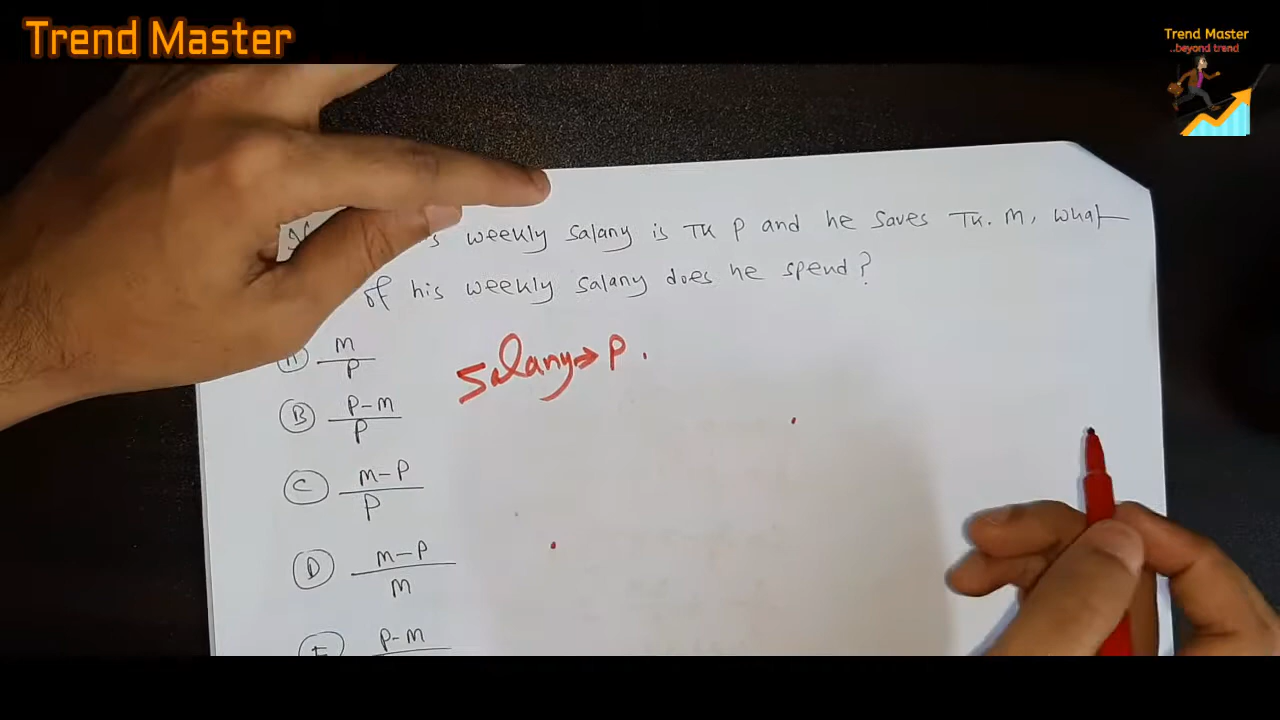 Trend Master
Trend Master
..beyond trend
weekly salary is TK P and he saves TK. m, what
of his weekly salary does he spend?
A m/P
B P-m/P
C m-P/P
D m-P/m
E P-m
Salary → P.